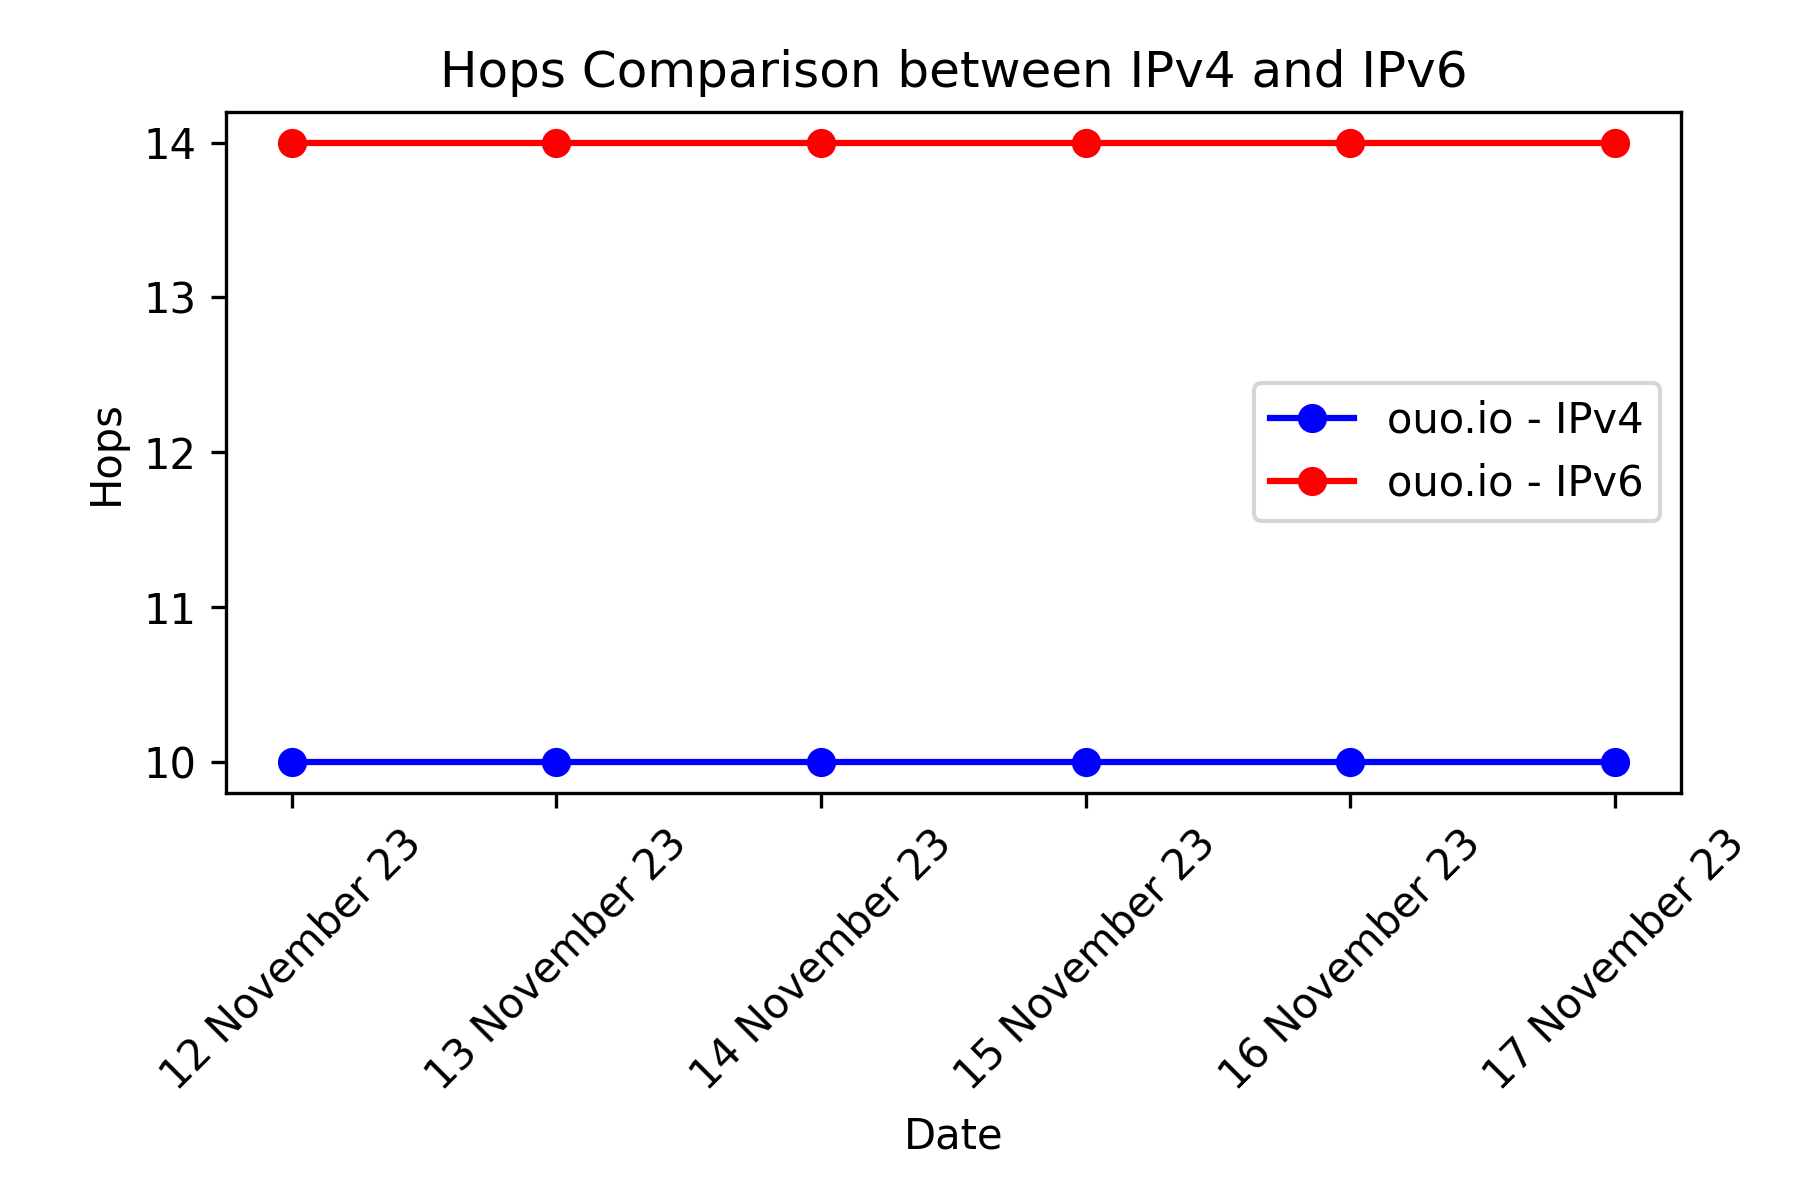 Hops Comparison between IPv4 and IPv6
14
13
12
11
10
Hops
ouo.io - IPv4
ouo.io - IPv6
12 November 23
13 November 23
14 November 23
15 November 23
16 November 23
17 November 23
Date